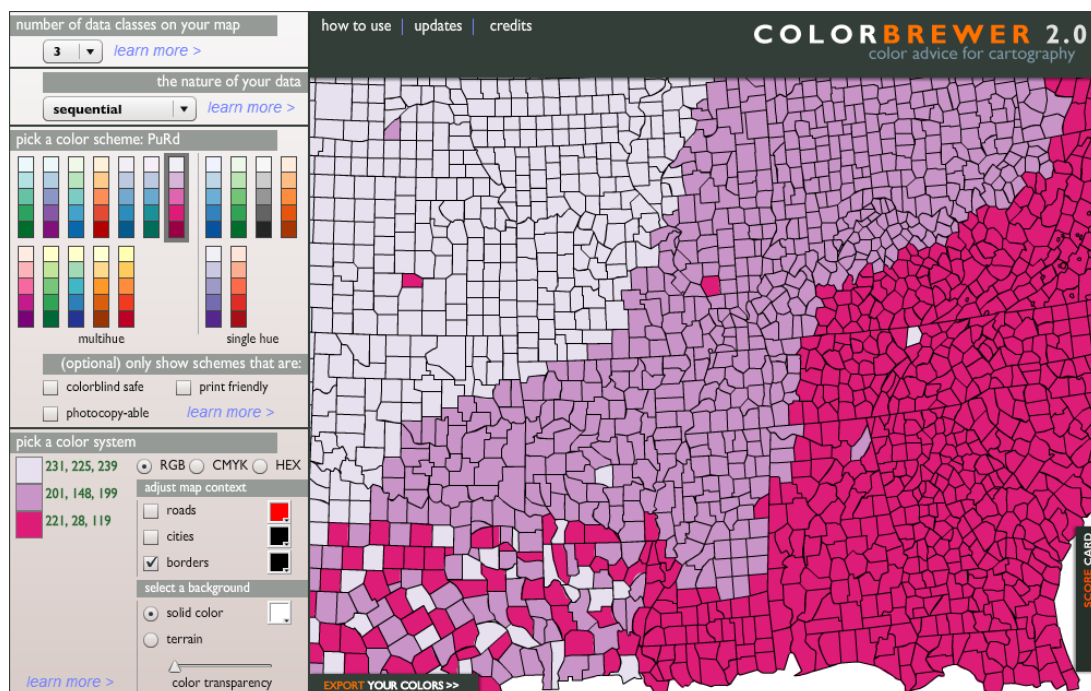 number of data classes on your map
3
learn more >
the nature of your data
sequential
learn more >
pick a color scheme: PuRd
multihue
single hue
(optional) only show schemes that are:
colorblind safe
print friendly
photocopy-able
learn more >
pick a color system
231, 225, 239
201, 148, 199
221, 28, 119
RGB CMYK HEX
adjust map context
roads
cities
borders
select a background
solid color
terrain
color transparency
learn more >
how to use | updates | credits
COLORBREWER 2.0
color advice for cartography
SCORE CARD
EXPORT YOUR COLORS >>